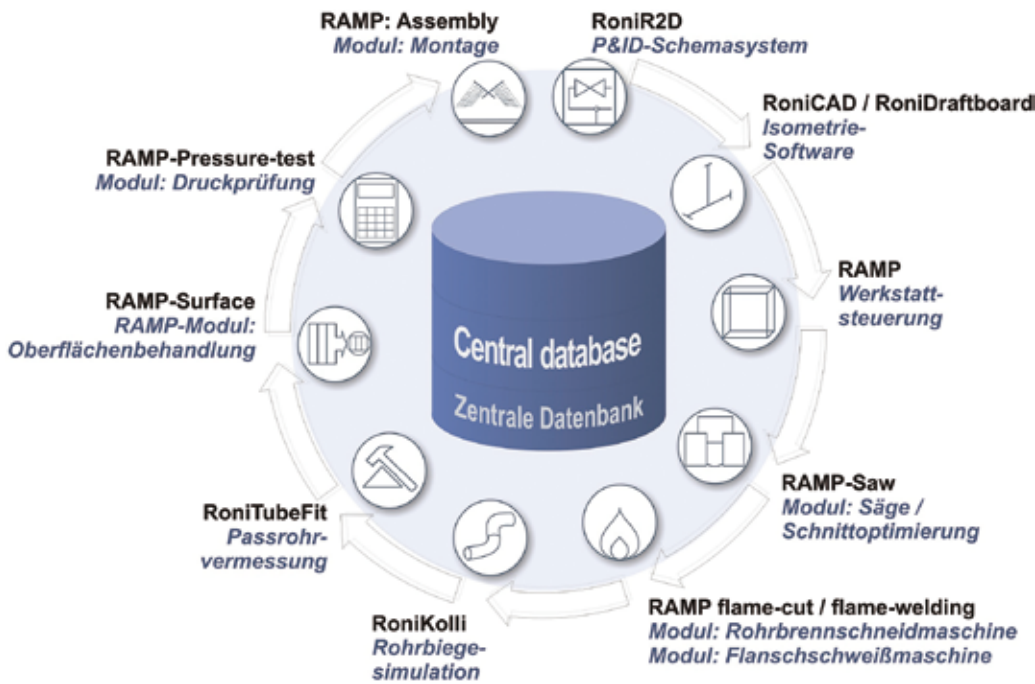 RAMP: Assembly
Modul: Montage
RoniR2D
P&ID-Schemasystem
RoniCAD / RoniDraftboard
Isometrie-
Software
RAMP
Werkstatt-
steuerung
RAMP-Saw
Modul: Säge /
Schnittoptimierung
RAMP flame-cut / flame-welding
Modul: Rohrbrennschneidmaschine
Modul: Flanschschweißmaschine
RoniKolli
Rohrbiege-
simulation
RoniTubeFit
Passrohr-
vermessung
RAMP-Surface
RAMP-Modul:
Oberflächenbehandlung
RAMP-Pressure-test
Modul: Druckprüfung
Central database
Zentrale Datenbank